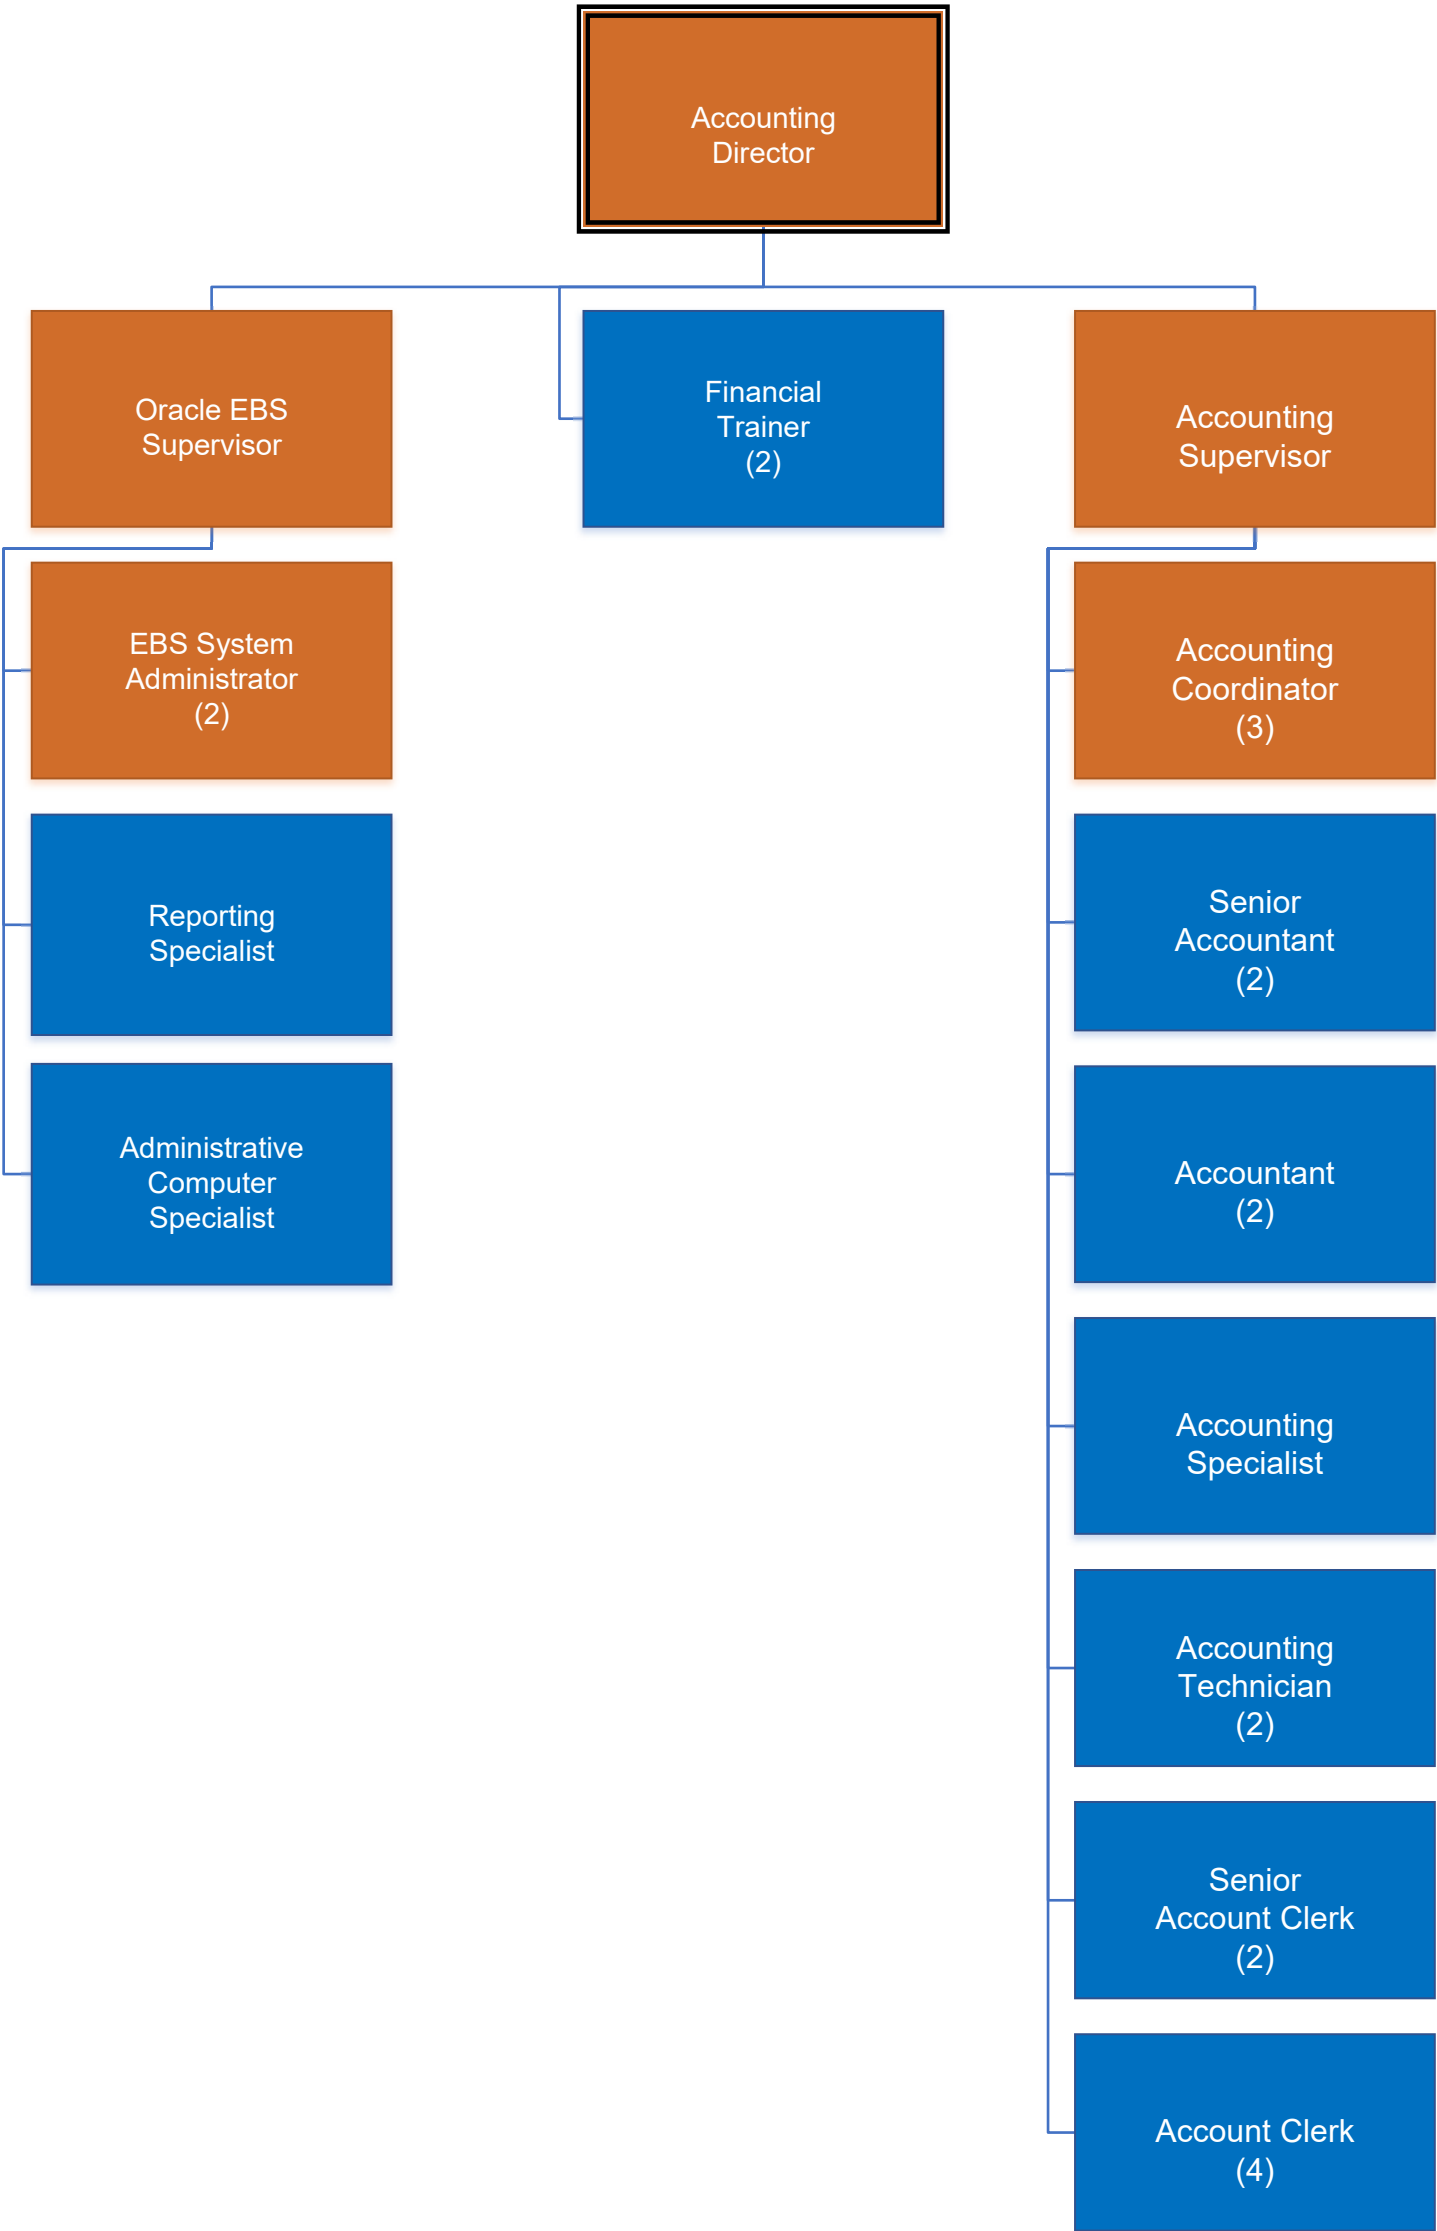 Accounting
Director
Oracle EBS
Supervisor
Financial
Trainer
(2)
Accounting
Supervisor
EBS System
Administrator
(2)
Reporting
Specialist
Administrative
Computer
Specialist
Accounting
Coordinator
(3)
Senior
Accountant
(2)
Accountant
(2)
Accounting
Specialist
Accounting
Technician
(2)
Senior
Account Clerk
(2)
Account Clerk
(4)